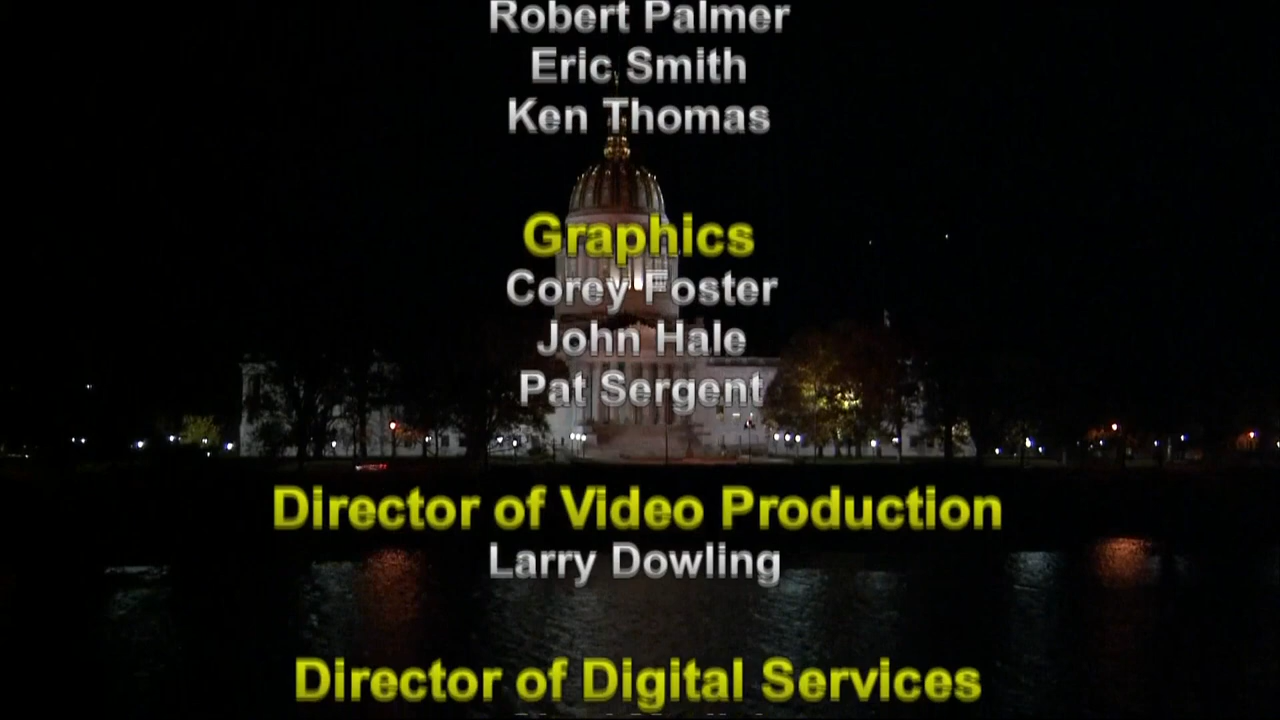 Robert Palmer
Eric Smith
Ken Thomas
Graphics
Corey Foster
John Hale
Pat Sergent
Director of Video Production
Larry Dowling
Director of Digital Services